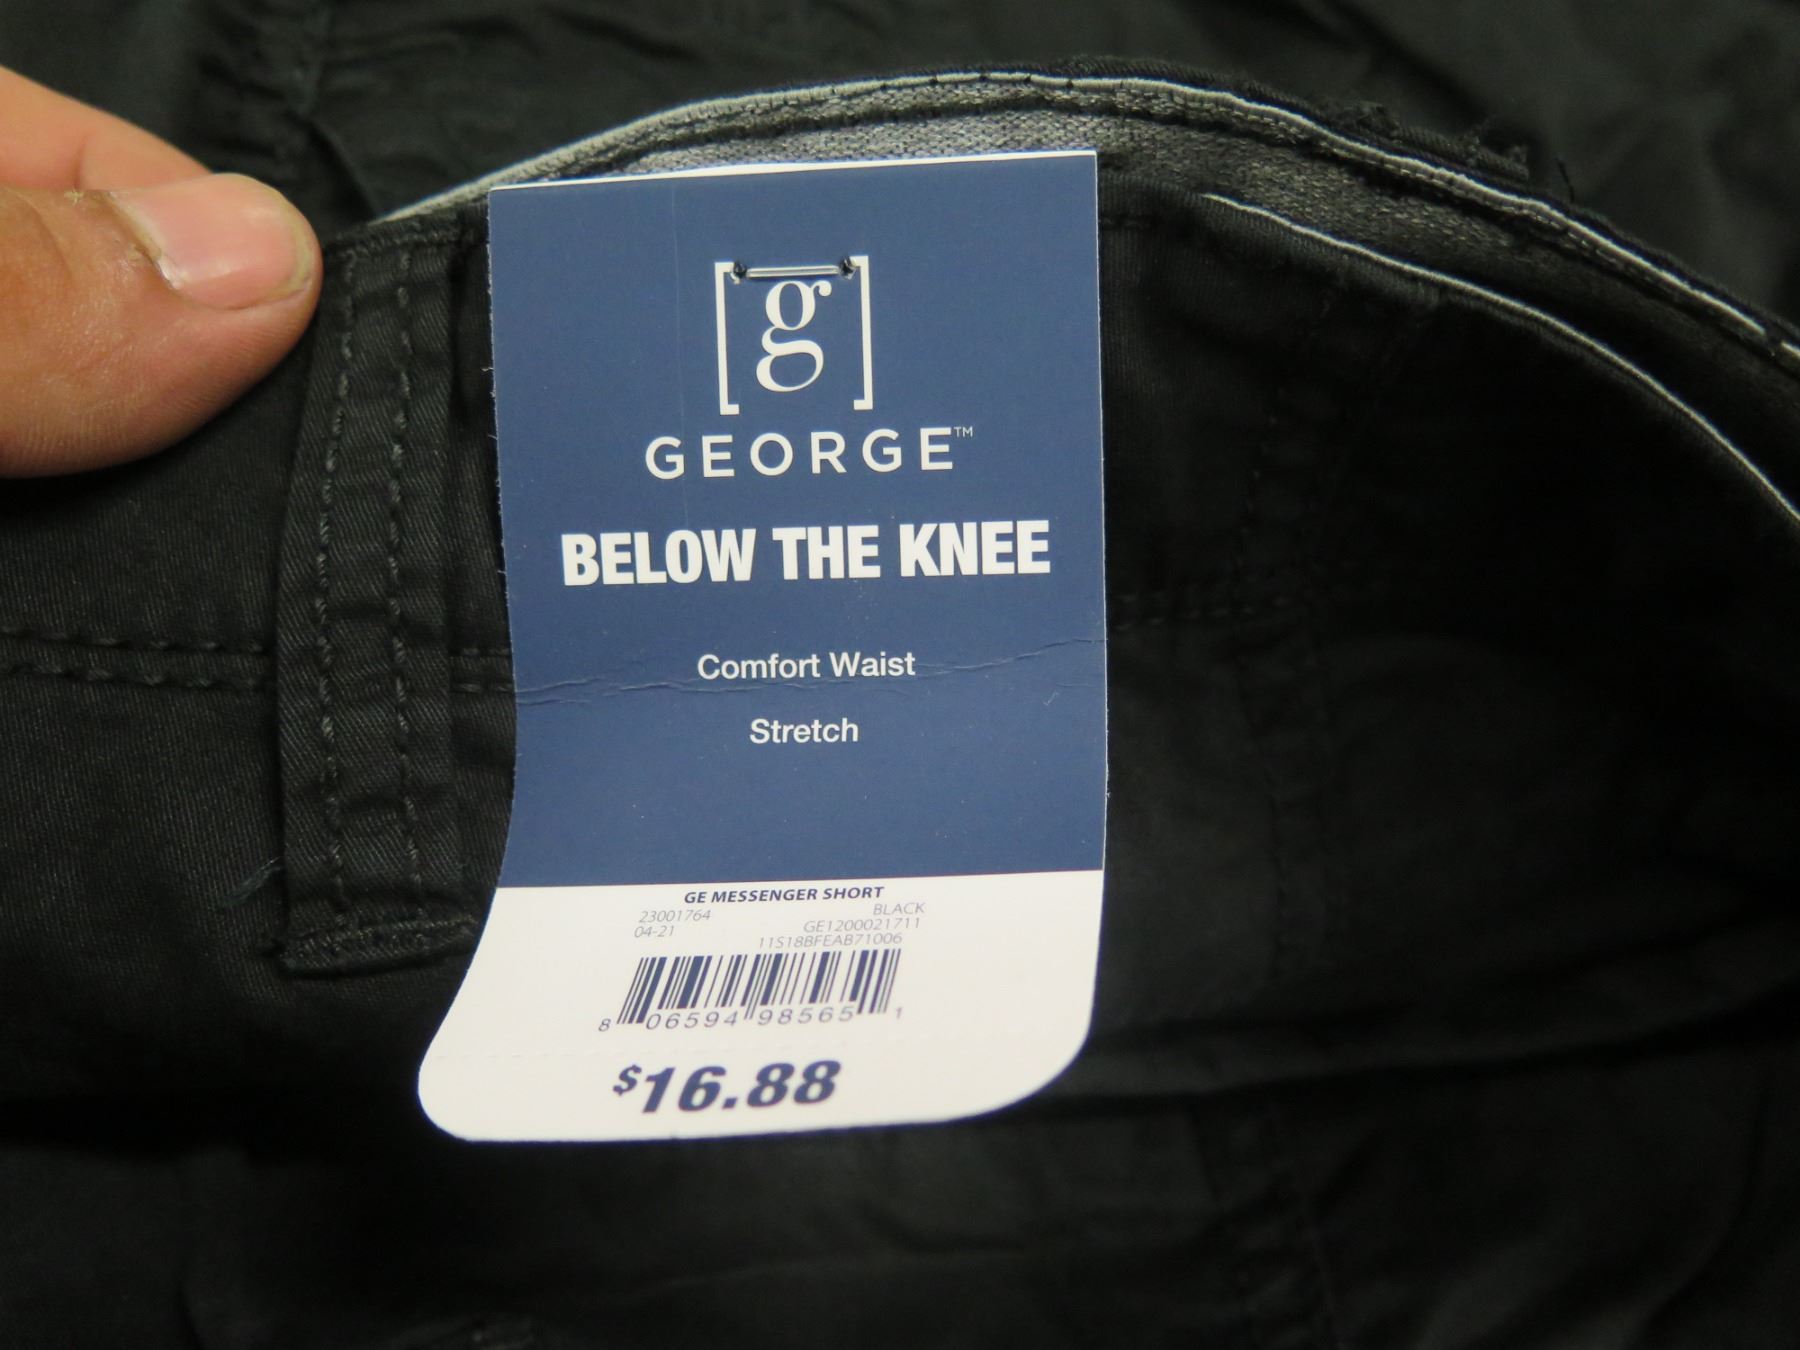 [g]
GEORGE™
BELOW THE KNEE
Comfort Waist
Stretch
GE MESSENGER SHORT
23001764 BLACK
04-21 GE1200021711
11S18BFEAB71006
8 06594 98565 1
$16.88